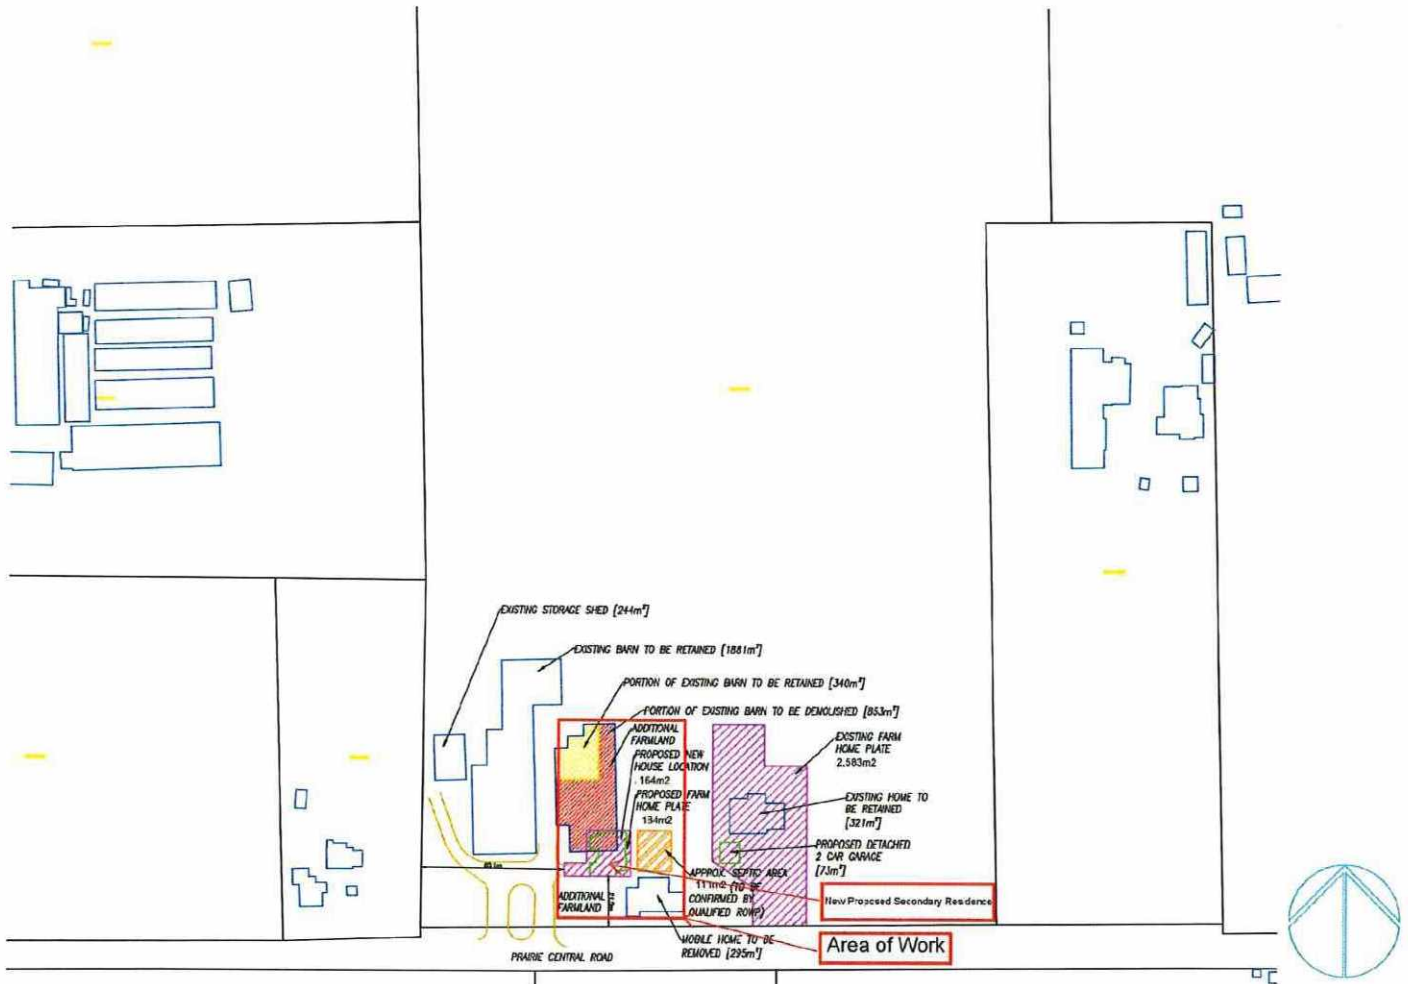 EXISTING STORAGE SHED [244m²]
EXISTING BARN TO BE RETAINED [1881m²]
PORTION OF EXISTING BARN TO BE RETAINED [340m²]
PORTION OF EXISTING BARN TO BE DEMOLISHED [853m²]
ADDITIONAL
FARMLAND
PROPOSED NEW
HOUSE LOCATION
164m2
PROPOSED FARM
HOME PLATE
134m2
EXISTING FARM
HOME PLATE
2,583m2
EXISTING HOME TO
BE RETAINED
[321m²]
PROPOSED DETACHED
2 CAR GARAGE
[73m²]
APPROX. SEPTIC AREA
111m2 (TO BE
CONFIRMED BY
QUALIFIED ROWP)
ADDITIONAL
FARMLAND
New Proposed Secondary Residence
Area of Work
MOBILE HOME TO BE
REMOVED [295m²]
PRAIRIE CENTRAL ROAD